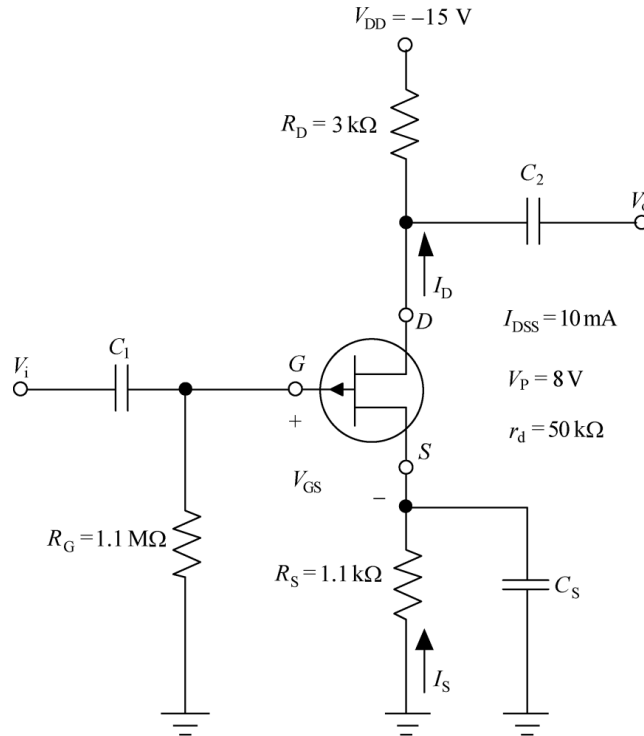 V_DD = −15 V
R_D = 3 kΩ
C_2
I_D
D
I_DSS = 10 mA
V_i
C_1
G
V_P = 8 V
+
r_d = 50 kΩ
S
V_GS
−
R_G = 1.1 MΩ
R_S = 1.1 kΩ
C_S
I_S